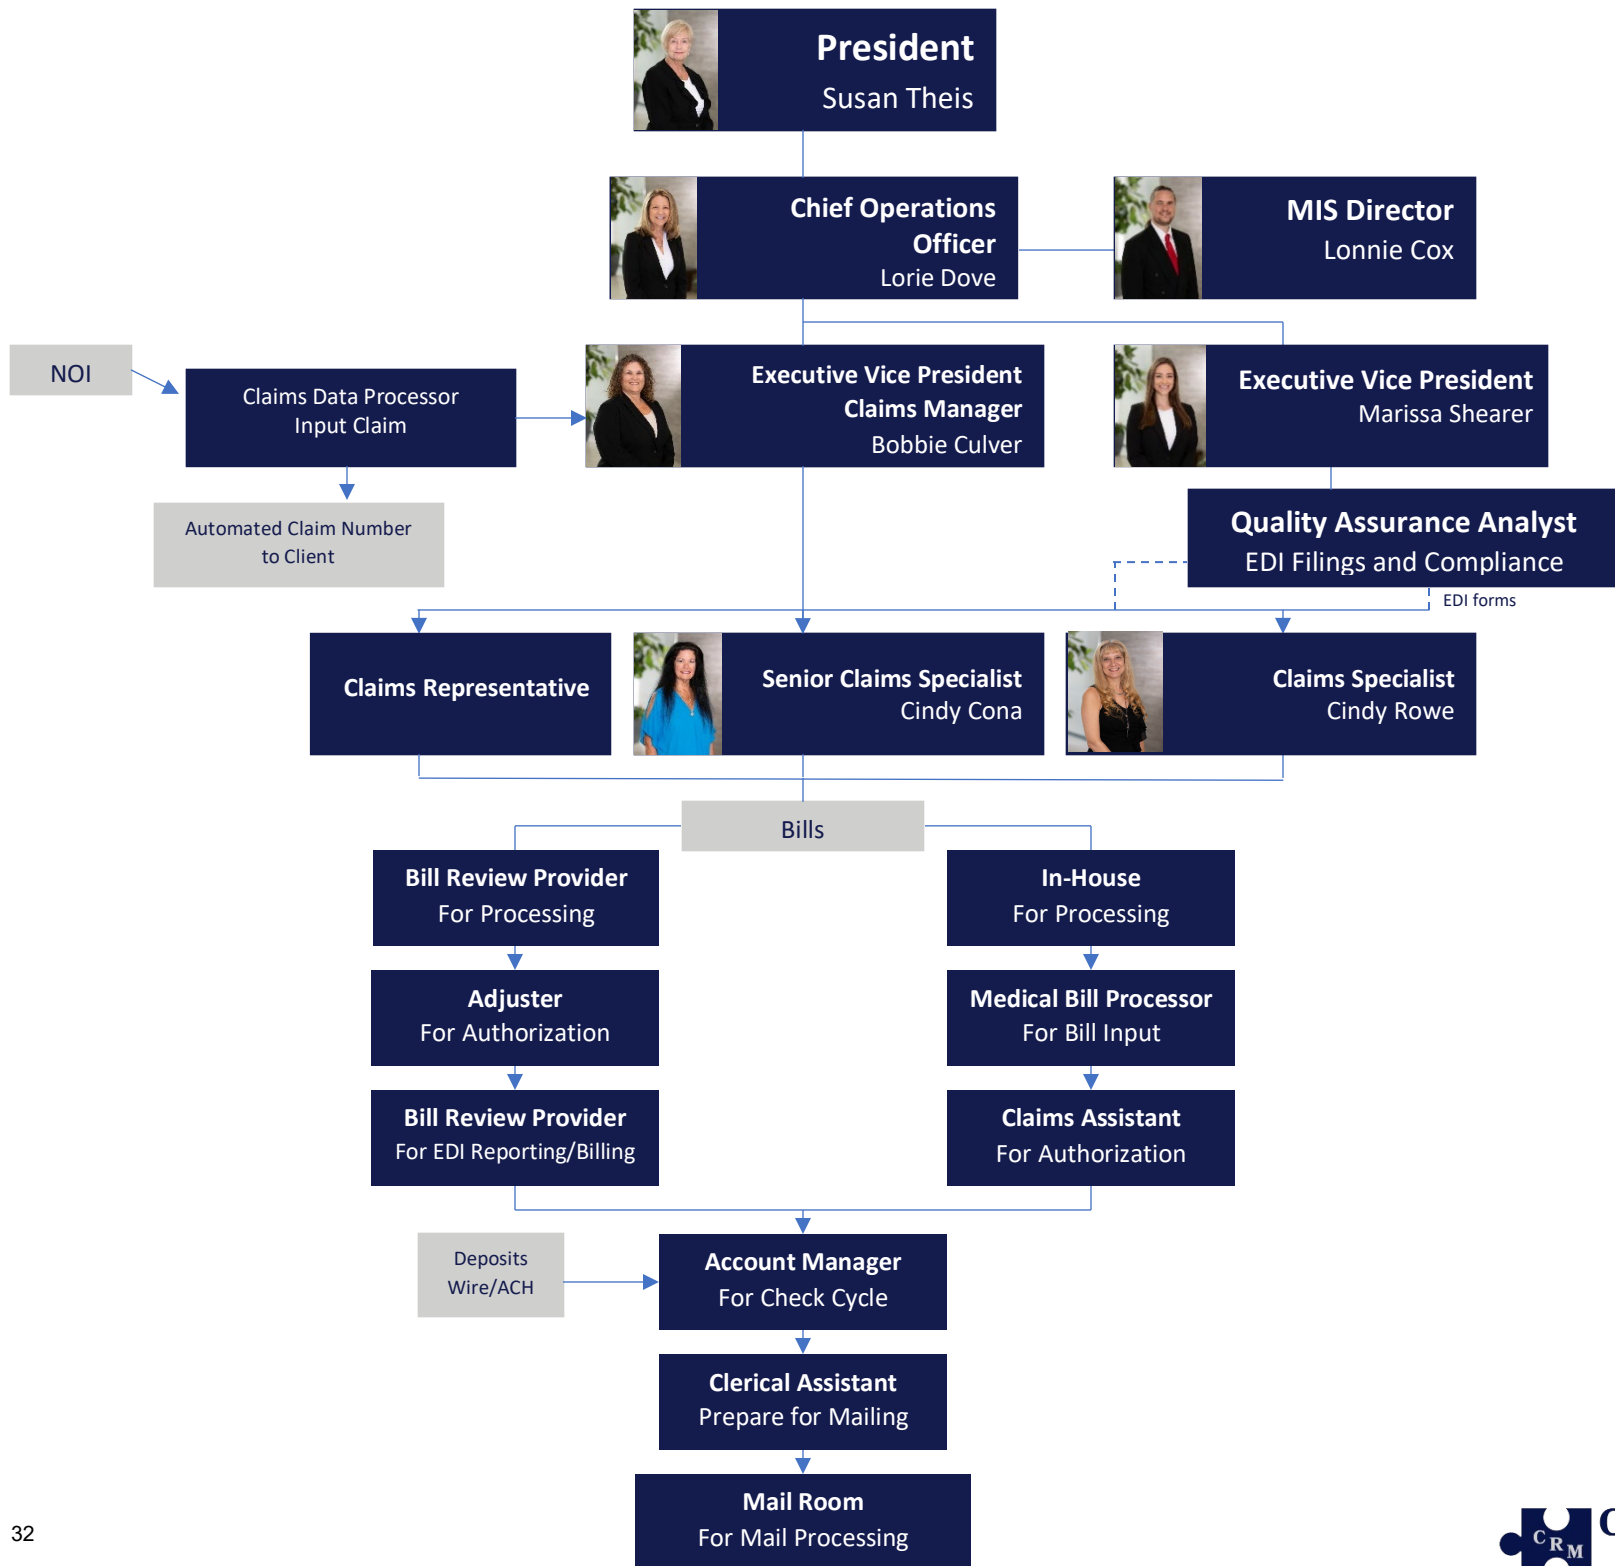 President
Susan Theis
Chief Operations
Officer
Lorie Dove
MIS Director
Lonnie Cox
NOI
Claims Data Processor
Input Claim
Executive Vice President
Claims Manager
Bobbie Culver
Executive Vice President
Marissa Shearer
Automated Claim Number
to Client
Quality Assurance Analyst
EDI Filings and Compliance
EDI forms
Claims Representative
Senior Claims Specialist
Cindy Cona
Claims Specialist
Cindy Rowe
Bills
Bill Review Provider
For Processing
In-House
For Processing
Adjuster
For Authorization
Medical Bill Processor
For Bill Input
Bill Review Provider
For EDI Reporting/Billing
Claims Assistant
For Authorization
Deposits
Wire/ACH
Account Manager
For Check Cycle
Clerical Assistant
Prepare for Mailing
Mail Room
For Mail Processing
32
CRM